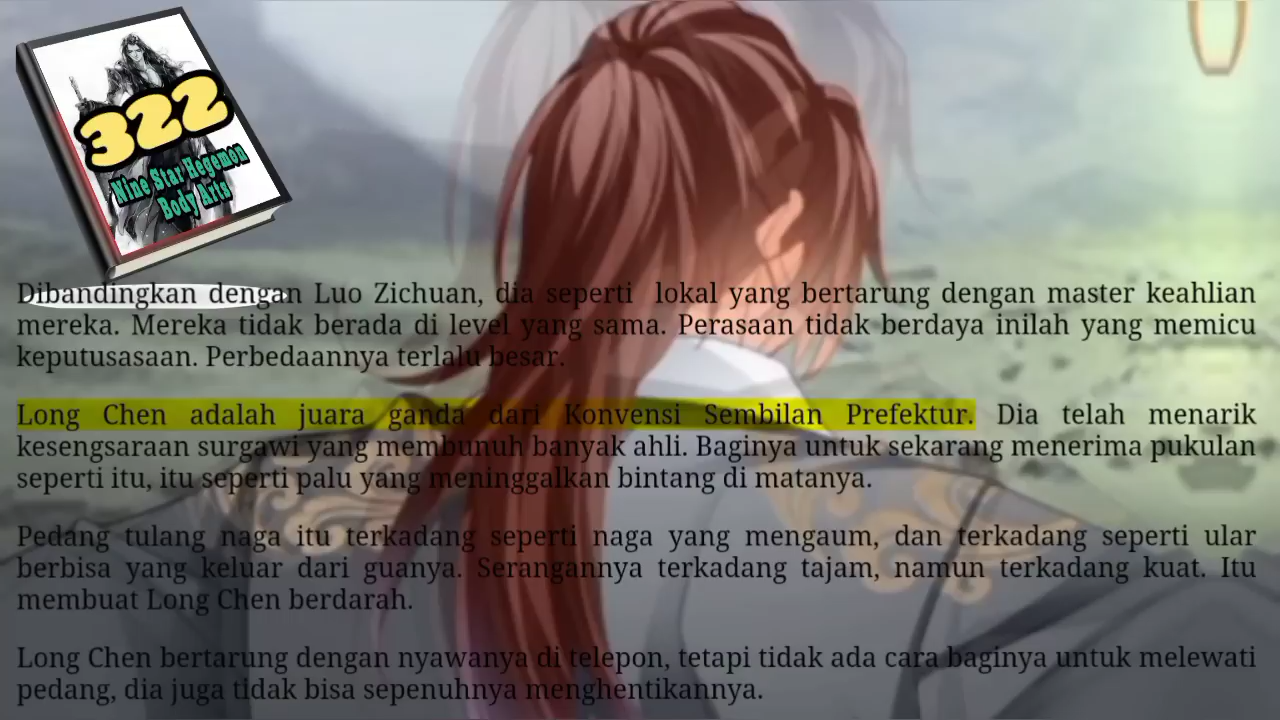 322
Nine Star Hegemon
Body Arts
Dibandingkan dengan Luo Zichuan, dia seperti lokal yang bertarung dengan master keahlian
mereka. Mereka tidak berada di level yang sama. Perasaan tidak berdaya inilah yang memicu
keputusasaan. Perbedaannya terlalu besar.
Long Chen adalah juara ganda dari Konvensi Sembilan Prefektur. Dia telah menarik
kesengsaraan surgawi yang membunuh banyak ahli. Baginya untuk sekarang menerima pukulan
seperti itu, itu seperti palu yang meninggalkan bintang di matanya.
Pedang tulang naga itu terkadang seperti naga yang mengaum, dan terkadang seperti ular
berbisa yang keluar dari guanya. Serangannya terkadang tajam, namun terkadang kuat. Itu
membuat Long Chen berdarah.
Long Chen bertarung dengan nyawanya di telepon, tetapi tidak ada cara baginya untuk melewati
pedang, dia juga tidak bisa sepenuhnya menghentikannya.